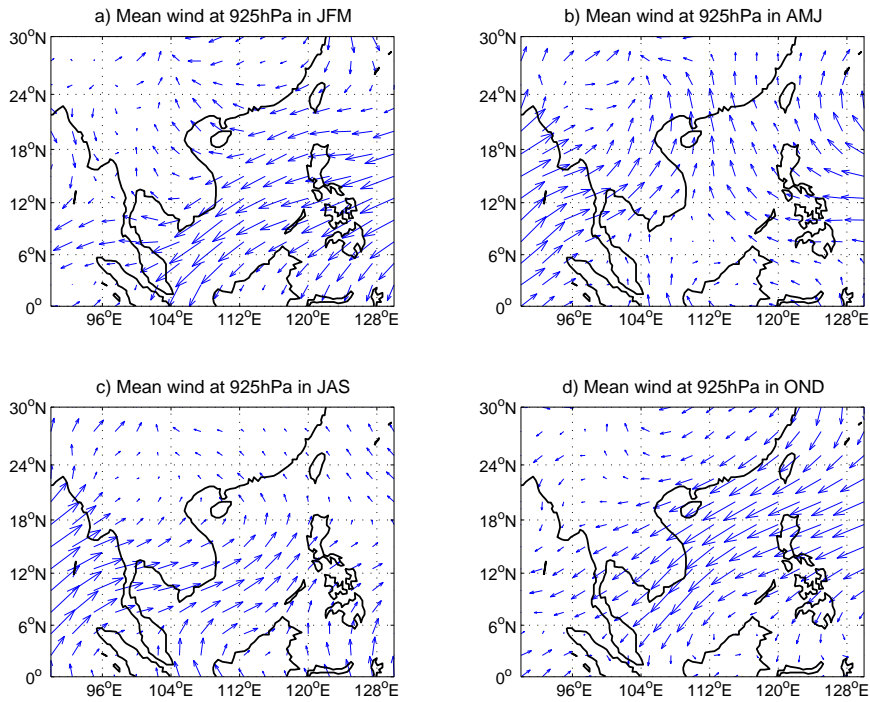 a) Mean wind at 925hPa in JFM
30°N
24°N
18°N
12°N
6°N
0°
96°E 104°E 112°E 120°E 128°E
b) Mean wind at 925hPa in AMJ
30°N
24°N
18°N
12°N
6°N
0°
96°E 104°E 112°E 120°E 128°E
c) Mean wind at 925hPa in JAS
30°N
24°N
18°N
12°N
6°N
0°
96°E 104°E 112°E 120°E 128°E
d) Mean wind at 925hPa in OND
30°N
24°N
18°N
12°N
6°N
0°
96°E 104°E 112°E 120°E 128°E